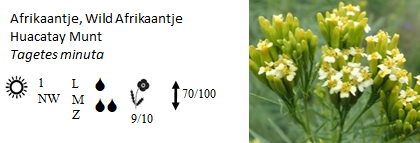 Afrikaantje, Wild Afrikaantje
Huacatay Munt
Tagetes minuta
1 L
NW M 70/100
Z
9/10